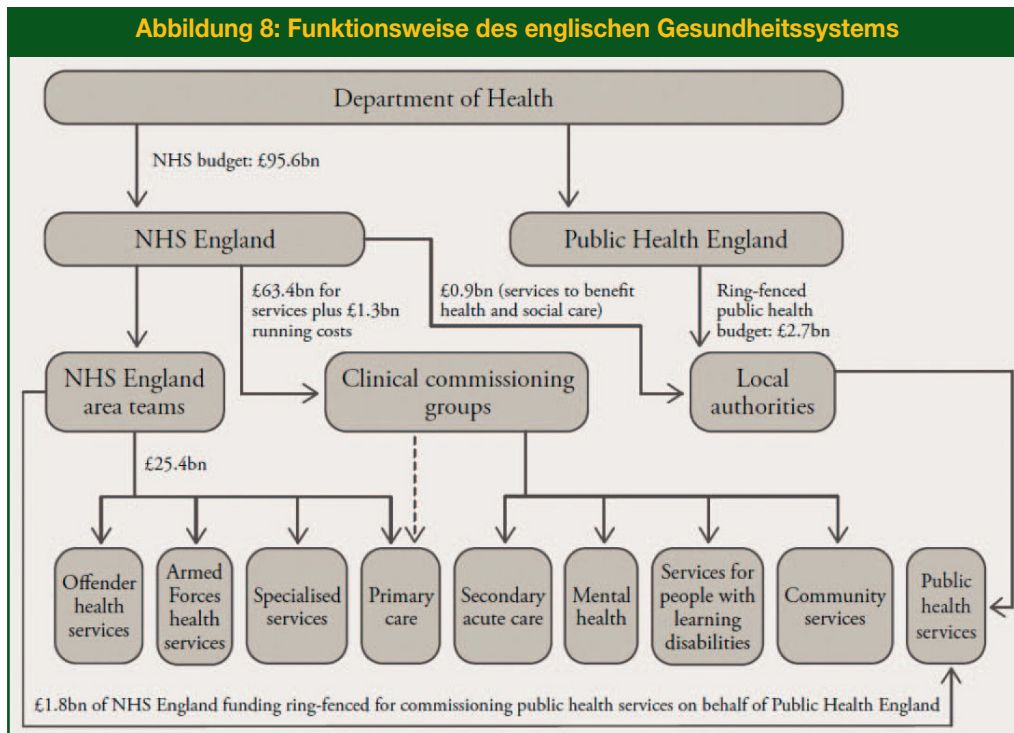 Abbildung 8: Funktionsweise des englischen Gesundheitssystems
Department of Health
NHS budget: £95.6bn
NHS England
Public Health England
£63.4bn for
services plus £1.3bn
running costs
£0.9bn (services to benefit
health and social care)
Ring-fenced
public health
budget: £2.7bn
NHS England
area teams
Clinical commissioning
groups
Local
authorities
£25.4bn
Offender
health
services
Armed
Forces
health
services
Specialised
services
Primary
care
Secondary
acute care
Mental
health
Services for
people with
learning
disabilities
Community
services
Public
health
services
£1.8bn of NHS England funding ring-fenced for commissioning public health services on behalf of Public Health England